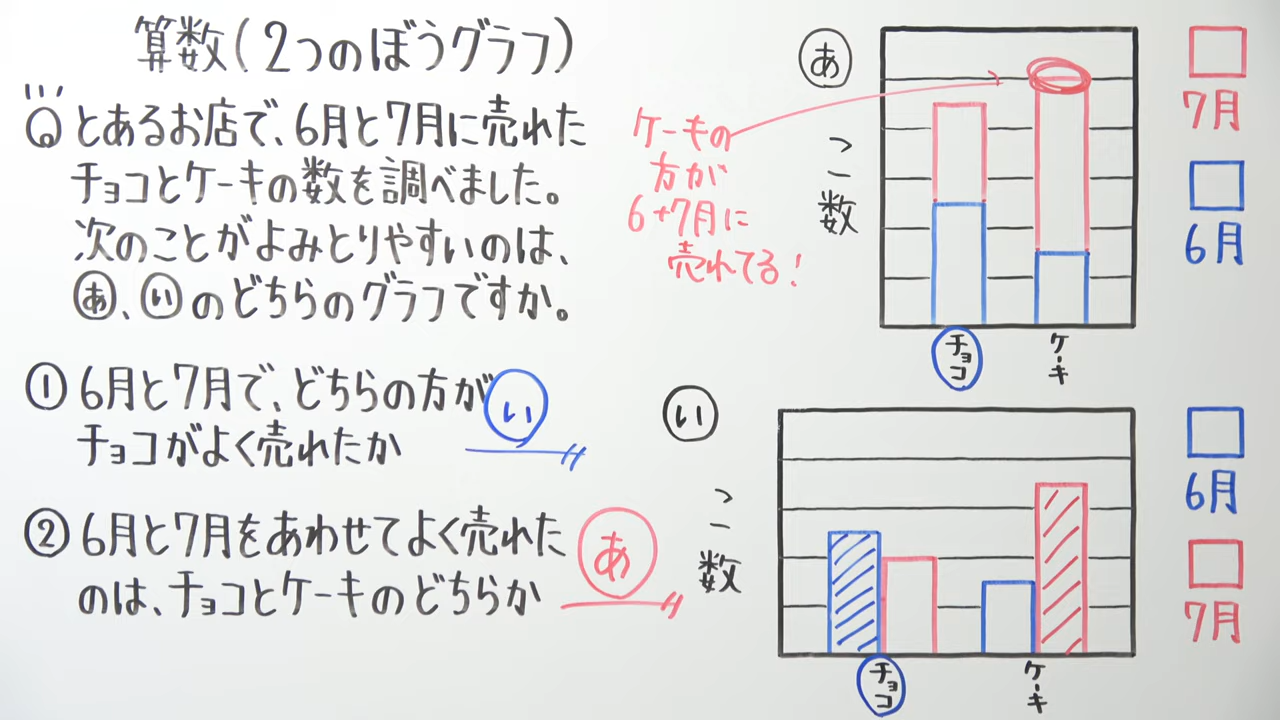 算数(2つのぼうグラフ)
Q とあるお店で、6月と7月に売れた
チョコとケーキの数を調べました。
次のことがよみとりやすいのは、
あ、いのどちらのグラフですか。
① 6月と7月で、どちらの方が
チョコがよく売れたか
い
② 6月と7月をあわせてよく売れた
のは、チョコとケーキのどちらか
あ
ケーキの
方が
6+7月に
売れてる!
あ
こ数
チョコ
ケーキ
7月
6月
い
こ数
チョコ
ケーキ
6月
7月